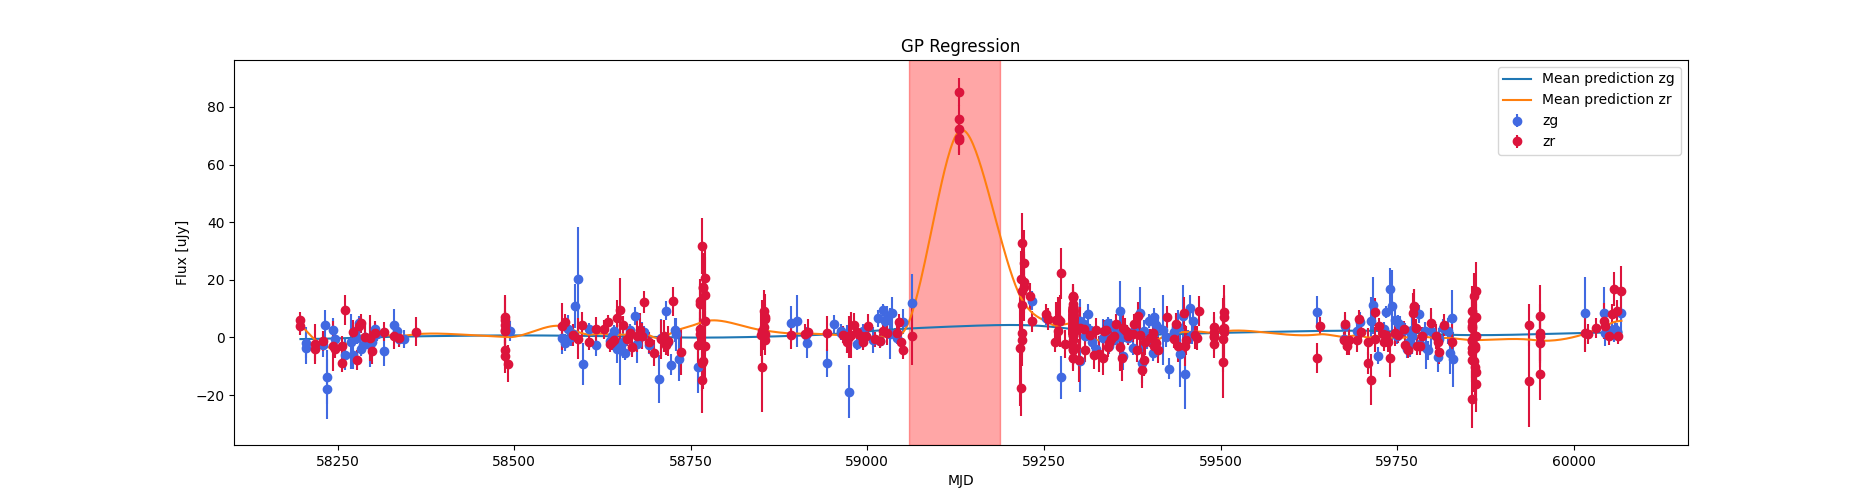 GP Regression
Mean prediction zg
Mean prediction zr
zg
zr
Flux [uJy]
80
60
40
20
0
−20
58250 58500 58750 59000 59250 59500 59750 60000
MJD